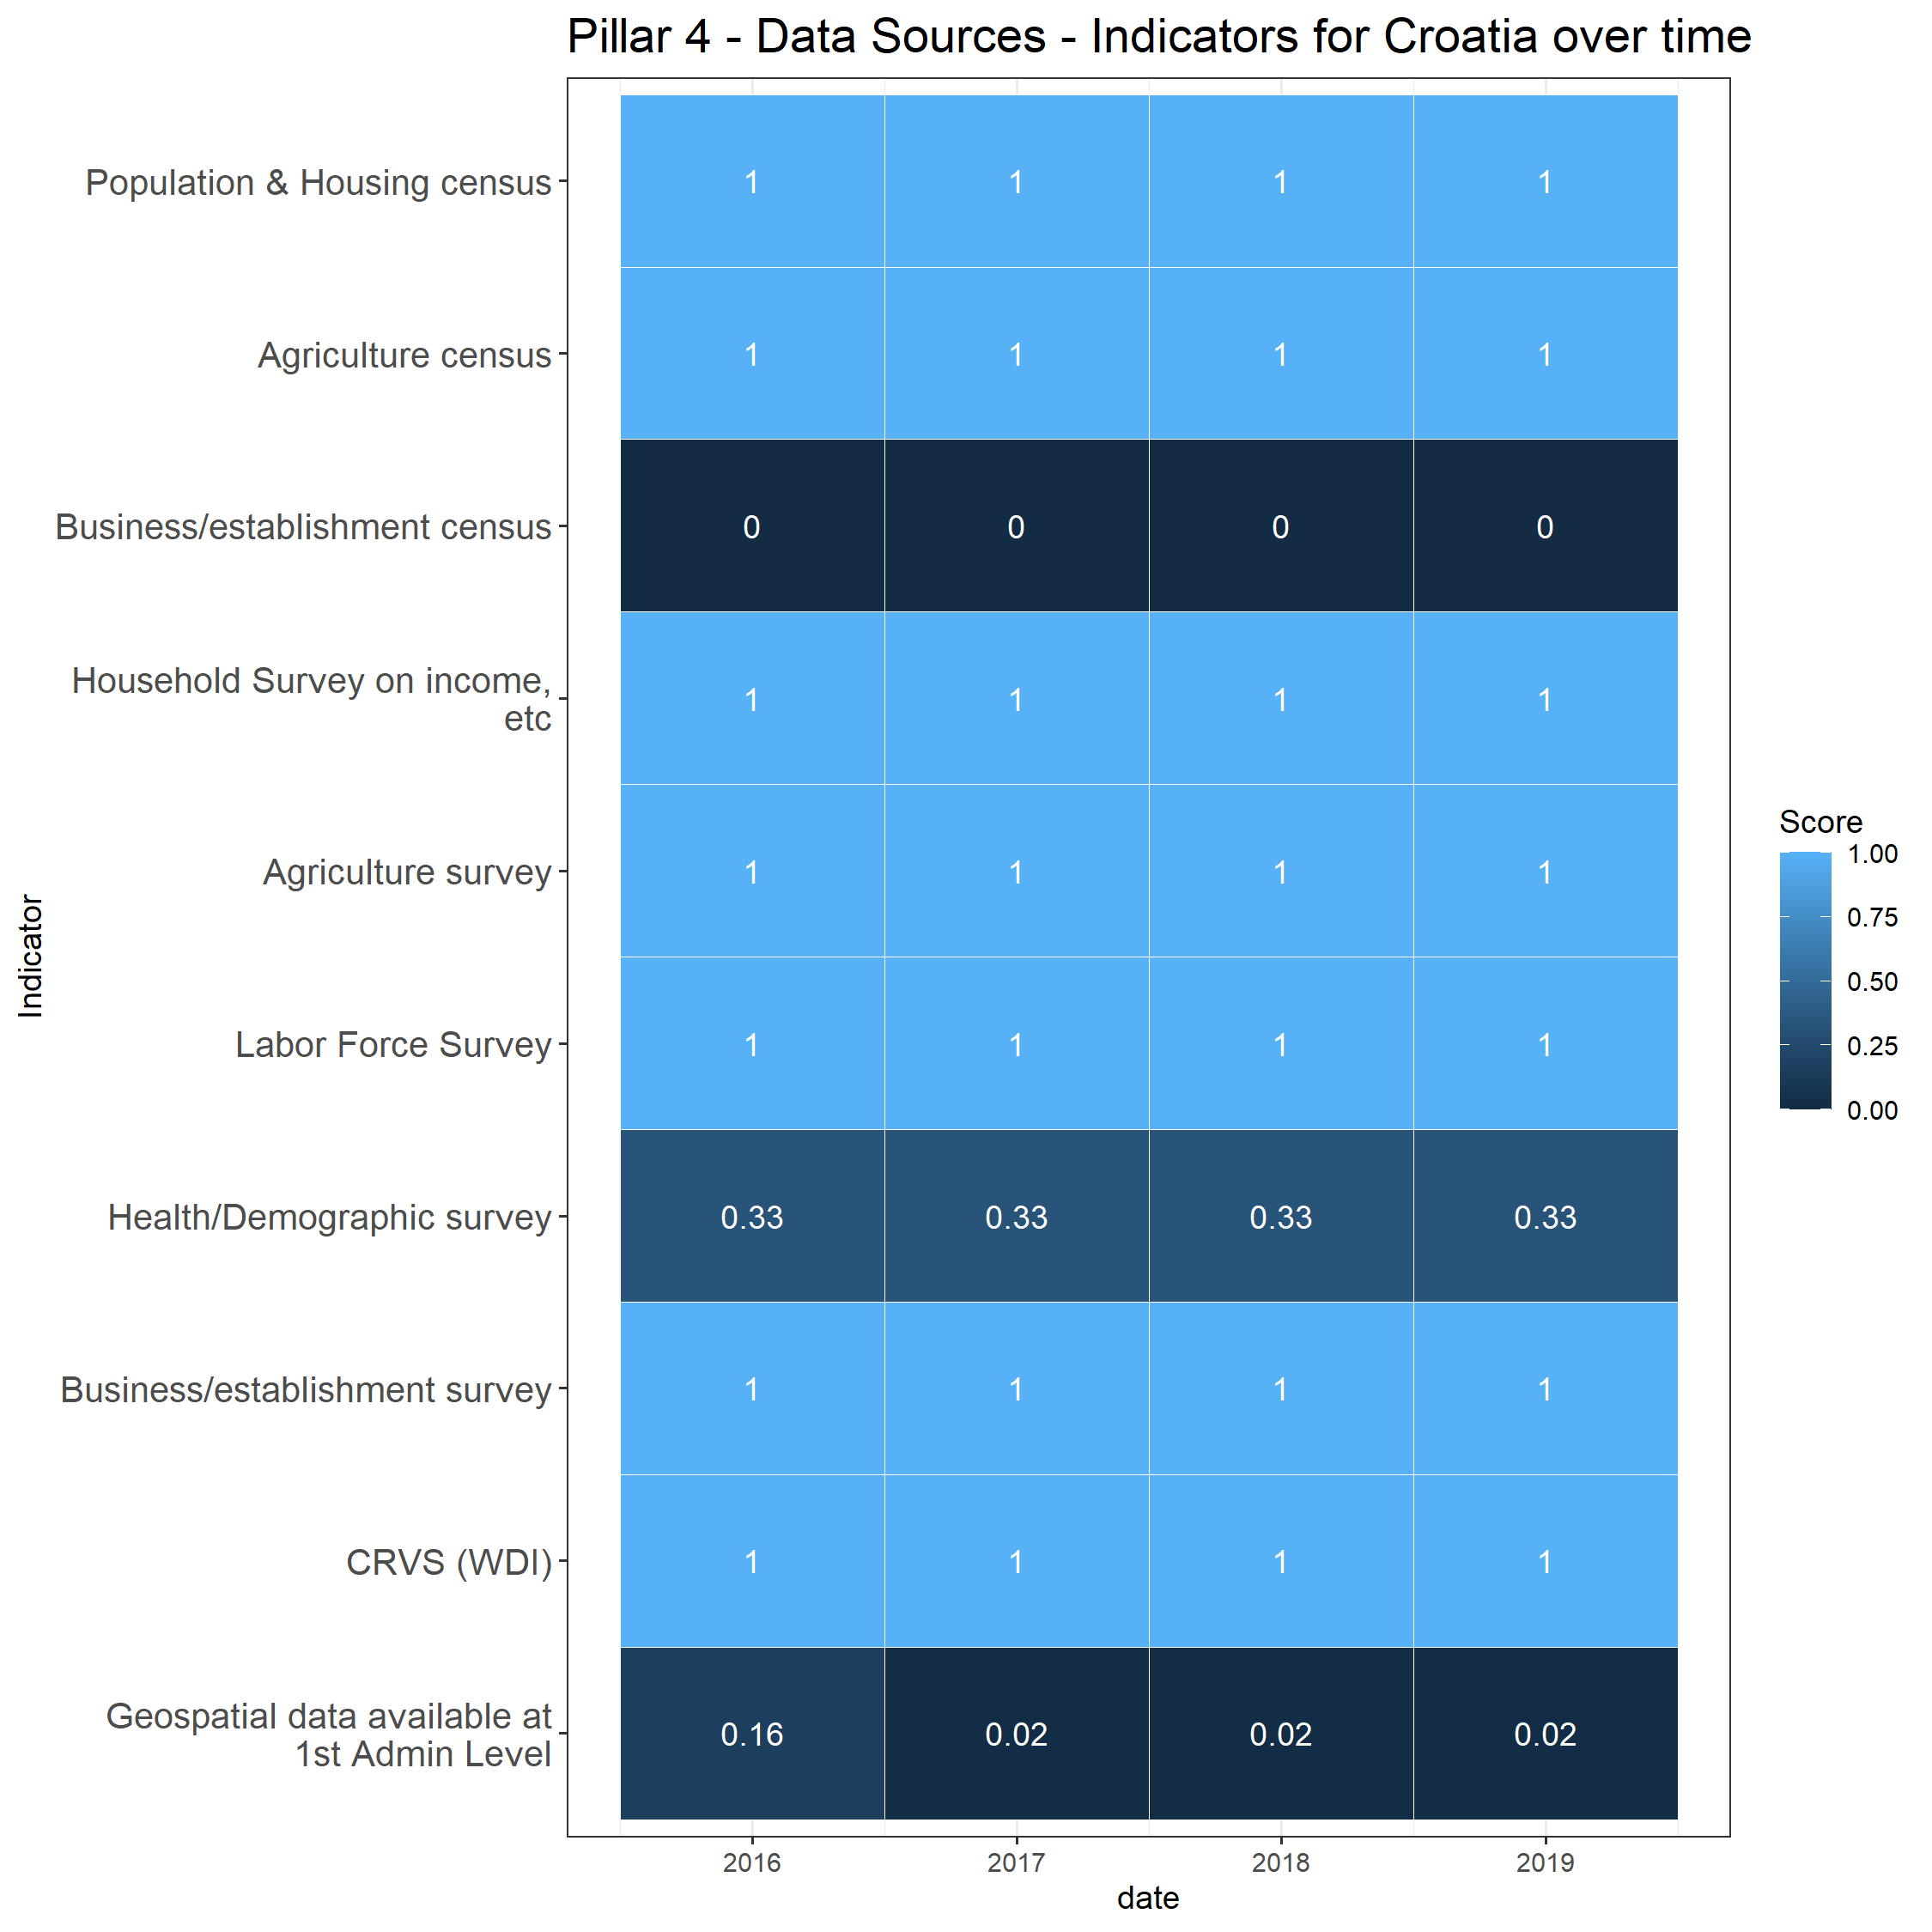 Pillar 4 - Data Sources - Indicators for Croatia over time
Population & Housing census
1 1 1 1
Agriculture census
1 1 1 1
Business/establishment census
0 0 0 0
Household Survey on income,
etc
1 1 1 1
Agriculture survey
1 1 1 1
Labor Force Survey
1 1 1 1
Health/Demographic survey
0.33 0.33 0.33 0.33
Business/establishment survey
1 1 1 1
CRVS (WDI)
1 1 1 1
Geospatial data available at
1st Admin Level
0.16 0.02 0.02 0.02
2016 2017 2018 2019
date
Indicator
Score
1.00
0.75
0.50
0.25
0.00